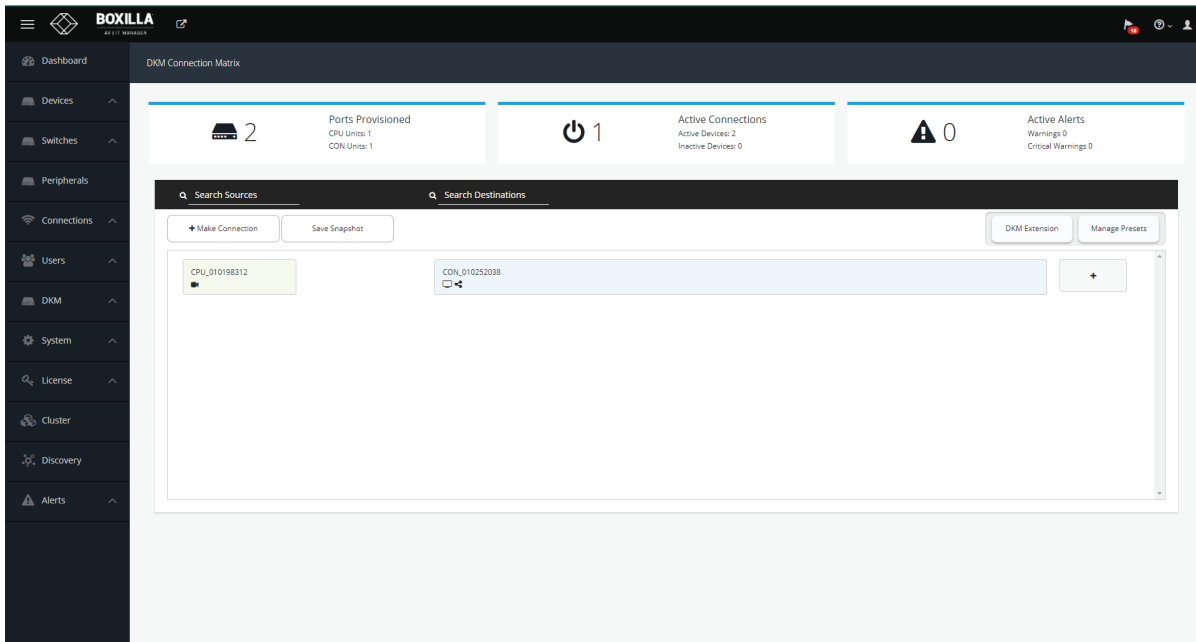 BOXILLA
AV | IT MANAGER
18
Dashboard
Devices
Switches
Peripherals
Connections
Users
DKM
System
License
Cluster
Discovery
Alerts
DKM Connection Matrix
2
Ports Provisioned
CPU Units: 1
CON Units: 1
1
Active Connections
Active Devices: 2
Inactive Devices: 0
0
Active Alerts
Warnings 0
Critical Warnings 0
Search Sources
Search Destinations
+ Make Connection
Save Snapshot
DKM Extension
Manage Presets
CPU_010198312
CON_010252038
+